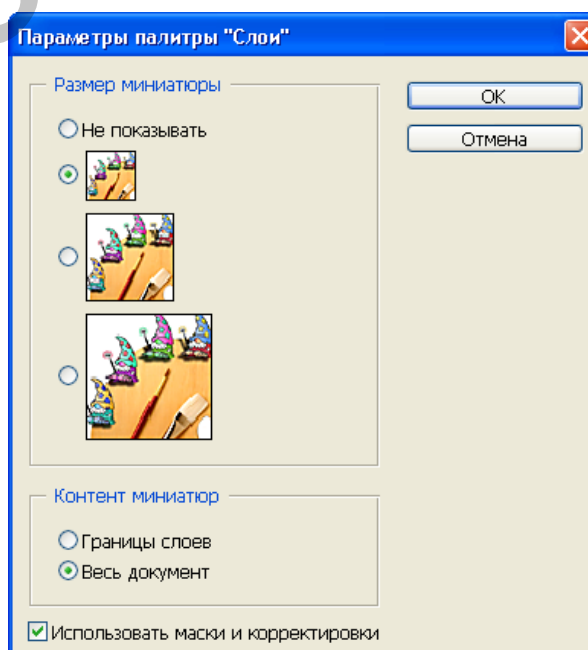 Параметры палитры "Слои"
Размер миниатюры
OK
Не показывать
Отмена
Контент миниатюр
Границы слоев
Весь документ
Использовать маски и корректировки